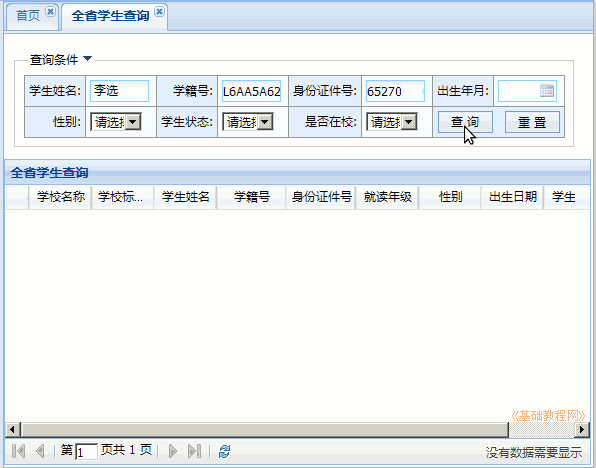 首页 全省学生查询
查询条件
学生姓名: 李选 学籍号: L6AA5A62 身份证件号: 65270 出生年月:
性别: 请选择 学生状态: 请选择 是否在校: 请选择 查 询 重 置
全省学生查询
学校名称 学校标... 学生姓名 学籍号 身份证件号 就读年级 性别 出生日期 学生
《基础教程网》
第 1 页共 1 页 没有数据需要显示